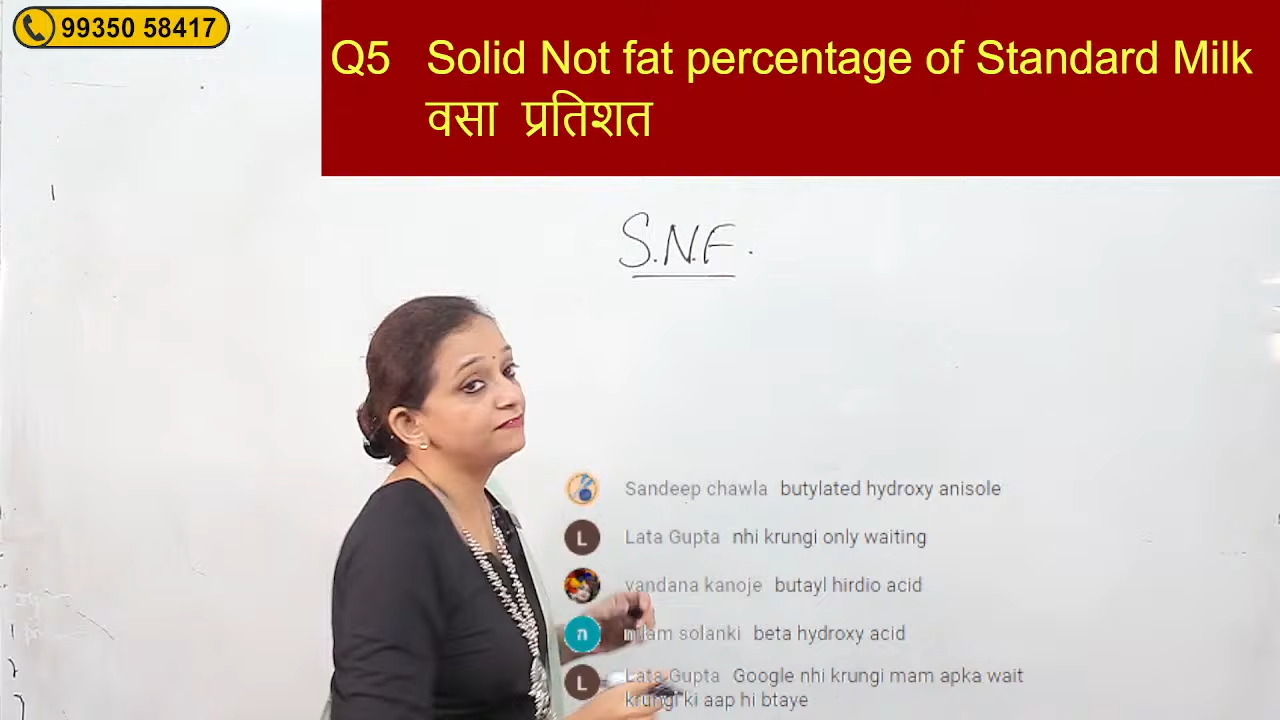 99350 58417
Q5 Solid Not fat percentage of Standard Milk
वसा प्रतिशत
S.N.F.
Sandeep chawla butylated hydroxy anisole
Lata Gupta nhi krungi only waiting
vandana kanoje butayl hirdio acid
solanki beta hydroxy acid
Lata Gupta Google nhi krungi mam apka wait
krungi ki aap hi btaye